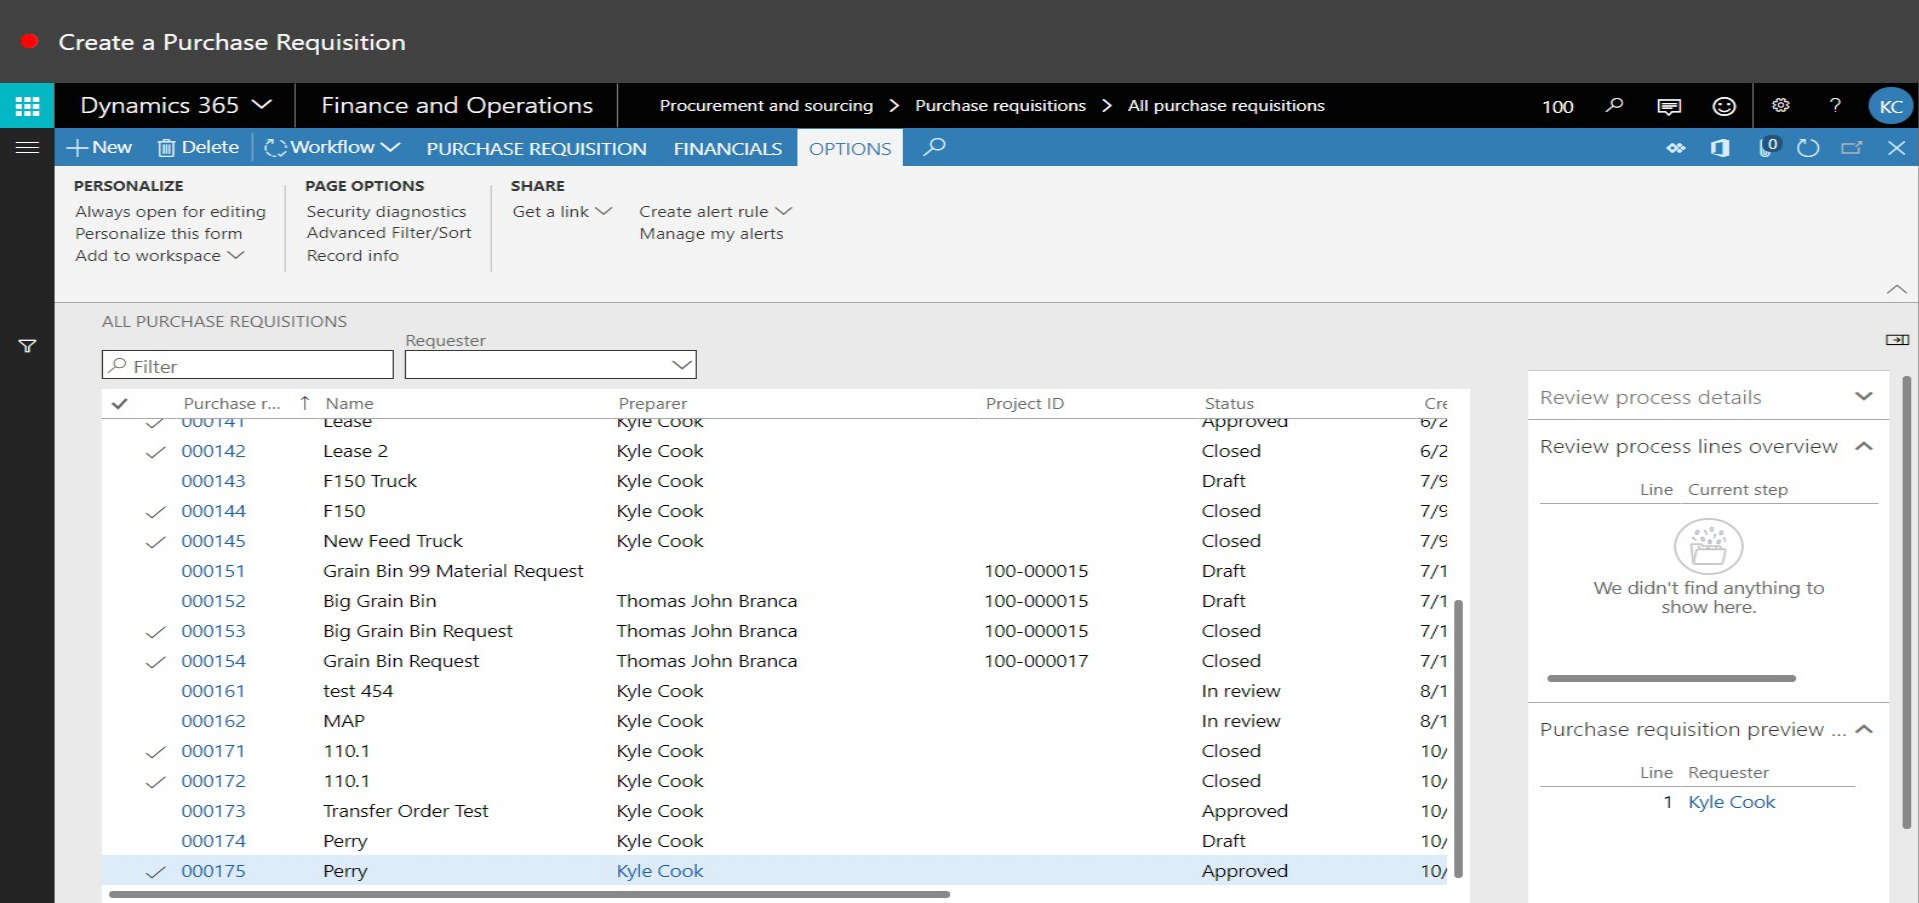 Create a Purchase Requisition
Dynamics 365 Finance and Operations Procurement and sourcing > Purchase requisitions > All purchase requisitions 100 ? KC
+ New Delete Workflow PURCHASE REQUISITION FINANCIALS OPTIONS 0
PERSONALIZE PAGE OPTIONS SHARE
Always open for editing Security diagnostics Get a link Create alert rule
Personalize this form Advanced Filter/Sort Manage my alerts
Add to workspace Record info
ALL PURCHASE REQUISITIONS
Requester
Filter
Purchase r... ↑ Name Preparer Project ID Status Cre
000141 Lease Kyle Cook Approved 6/2
000142 Lease 2 Kyle Cook Closed 6/2
000143 F150 Truck Kyle Cook Draft 7/9
000144 F150 Kyle Cook Closed 7/9
000145 New Feed Truck Kyle Cook Closed 7/9
000151 Grain Bin 99 Material Request 100-000015 Draft 7/1
000152 Big Grain Bin Thomas John Branca 100-000015 Draft 7/1
000153 Big Grain Bin Request Thomas John Branca 100-000015 Closed 7/1
000154 Grain Bin Request Thomas John Branca 100-000017 Closed 7/1
000161 test 454 Kyle Cook In review 8/1
000162 MAP Kyle Cook In review 8/1
000171 110.1 Kyle Cook Closed 10/
000172 110.1 Kyle Cook Closed 10/
000173 Transfer Order Test Kyle Cook Approved 10/
000174 Perry Kyle Cook Draft 10/
000175 Perry Kyle Cook Approved 10/
Review process details
Review process lines overview
Line Current step
We didn't find anything to
show here.
Purchase requisition preview ...
Line Requester
1 Kyle Cook